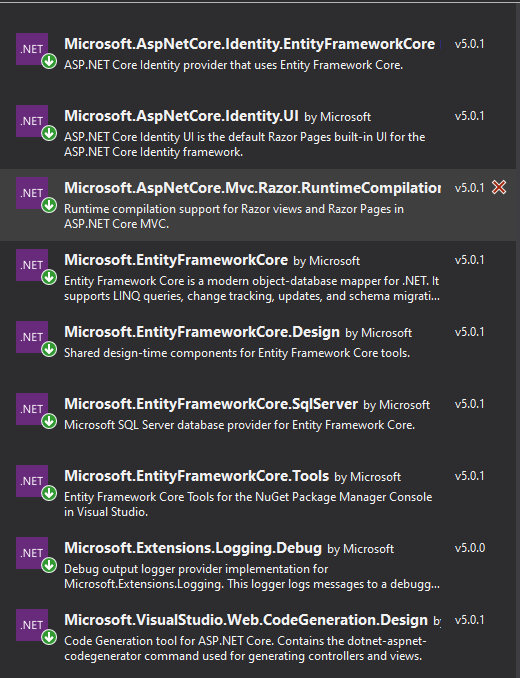 .NET
Microsoft.AspNetCore.Identity.EntityFrameworkCore v5.0.1
ASP.NET Core Identity provider that uses Entity Framework Core.
.NET
Microsoft.AspNetCore.Identity.UI by Microsoft v5.0.1
ASP.NET Core Identity UI is the default Razor Pages built-in UI for the
ASP.NET Core Identity framework.
.NET
Microsoft.AspNetCore.Mvc.Razor.RuntimeCompilation v5.0.1
Runtime compilation support for Razor views and Razor Pages in
ASP.NET Core MVC.
.NET
Microsoft.EntityFrameworkCore by Microsoft v5.0.1
Entity Framework Core is a modern object-database mapper for .NET. It
supports LINQ queries, change tracking, updates, and schema migrati...
.NET
Microsoft.EntityFrameworkCore.Design by Microsoft v5.0.1
Shared design-time components for Entity Framework Core tools.
.NET
Microsoft.EntityFrameworkCore.SqlServer by Microsoft v5.0.1
Microsoft SQL Server database provider for Entity Framework Core.
.NET
Microsoft.EntityFrameworkCore.Tools by Microsoft v5.0.1
Entity Framework Core Tools for the NuGet Package Manager Console
in Visual Studio.
.NET
Microsoft.Extensions.Logging.Debug by Microsoft v5.0.0
Debug output logger provider implementation for
Microsoft.Extensions.Logging. This logger logs messages to a debugg...
.NET
Microsoft.VisualStudio.Web.CodeGeneration.Design by v5.0.1
Code Generation tool for ASP.NET Core. Contains the dotnet-aspnet-
codegenerator command used for generating controllers and views.